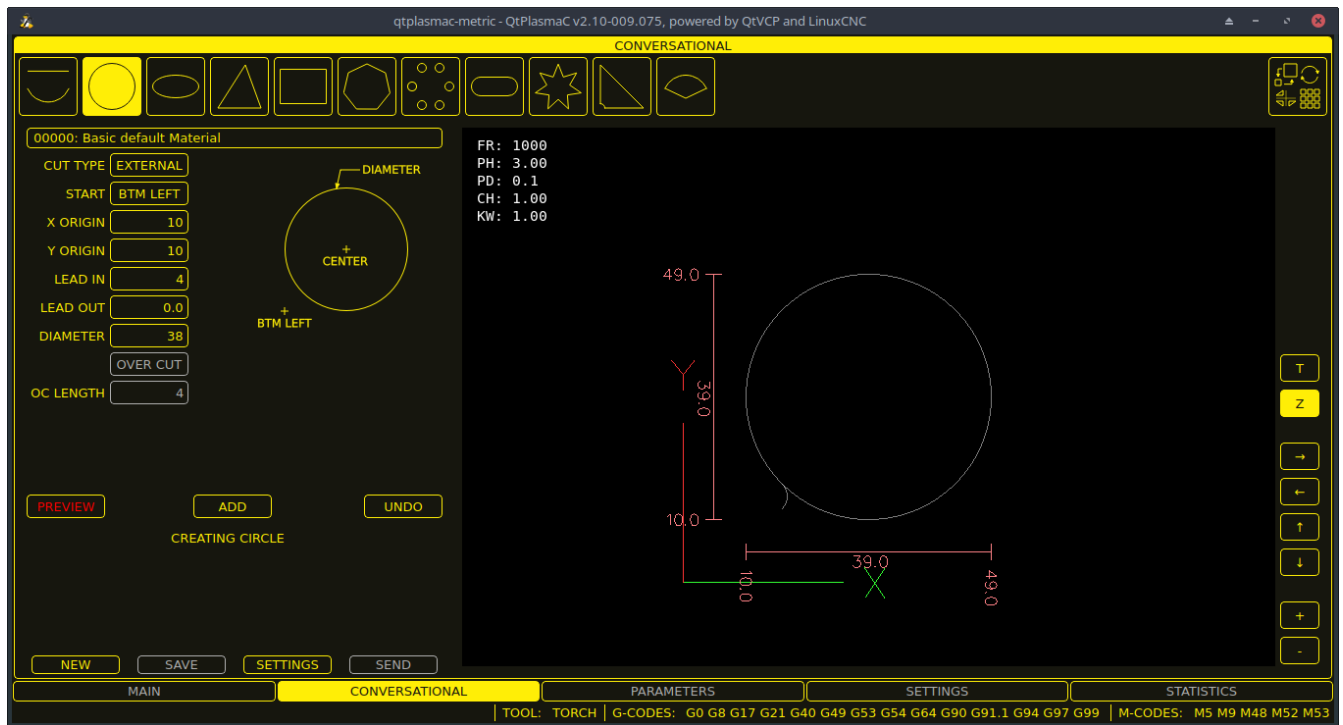 qtplasmac-metric - QtPlasmaC v2.10-009.075, powered by QtVCP and LinuxCNC
CONVERSATIONAL
00000: Basic default Material
CUT TYPE EXTERNAL
START BTM LEFT
X ORIGIN 10
Y ORIGIN 10
LEAD IN 4
LEAD OUT 0.0
DIAMETER 38
OVER CUT
OC LENGTH 4
DIAMETER
CENTER
BTM LEFT
PREVIEW ADD UNDO
CREATING CIRCLE
NEW SAVE SETTINGS SEND
FR: 1000
PH: 3.00
PD: 0.1
CH: 1.00
KW: 1.00
49.0
Y
39.0
10.0
39.0
X
10.0
49.0
T
Z
→
←
↑
↓
+
-
MAIN CONVERSATIONAL PARAMETERS SETTINGS STATISTICS
TOOL: TORCH G-CODES: G0 G8 G17 G21 G40 G49 G53 G54 G64 G90 G91.1 G94 G97 G99 M-CODES: M5 M9 M48 M52 M53